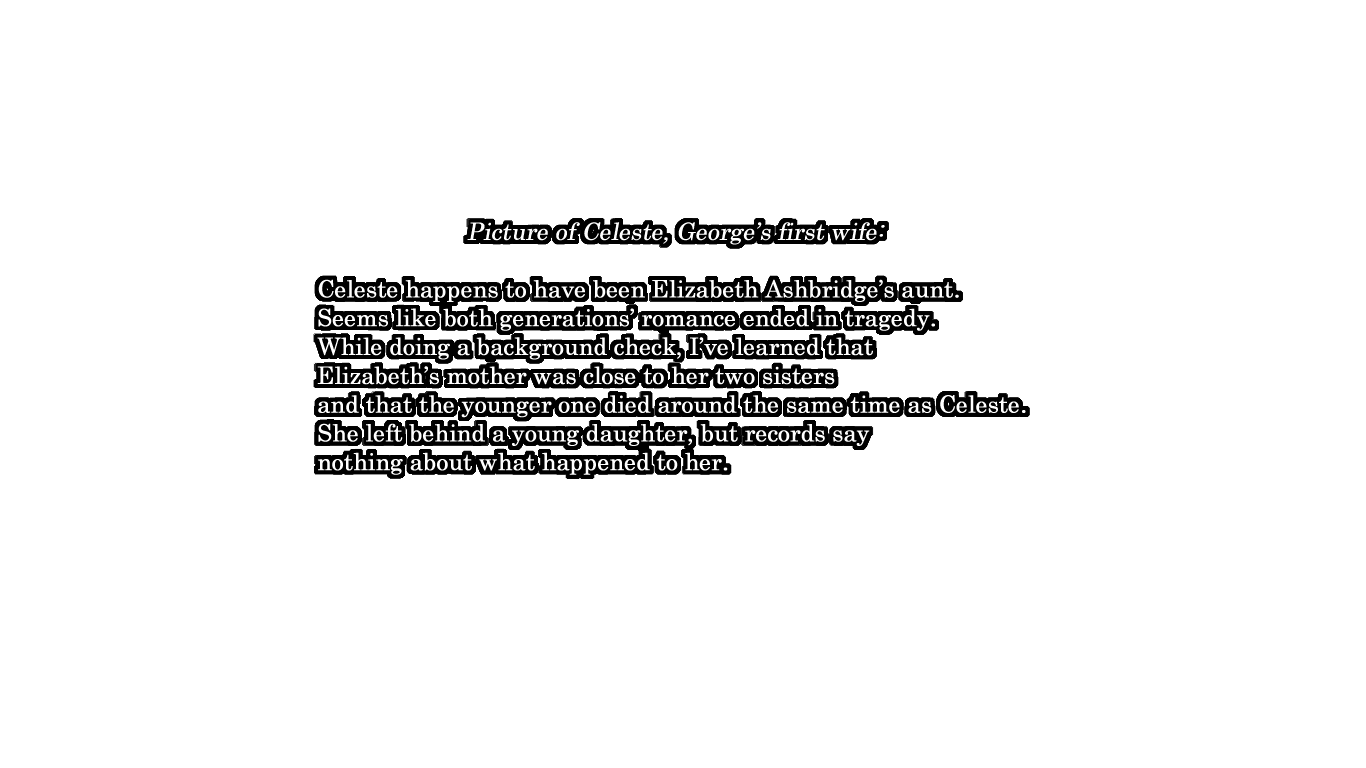 Picture of Celeste, George’s first wife:
Celeste happens to have been Elizabeth Ashbridge’s aunt.
Seems like both generations’ romance ended in tragedy.
While doing a background check, I’ve learned that
Elizabeth’s mother was close to her two sisters
and that the younger one died around the same time as Celeste.
She left behind a young daughter, but records say
nothing about what happened to her.